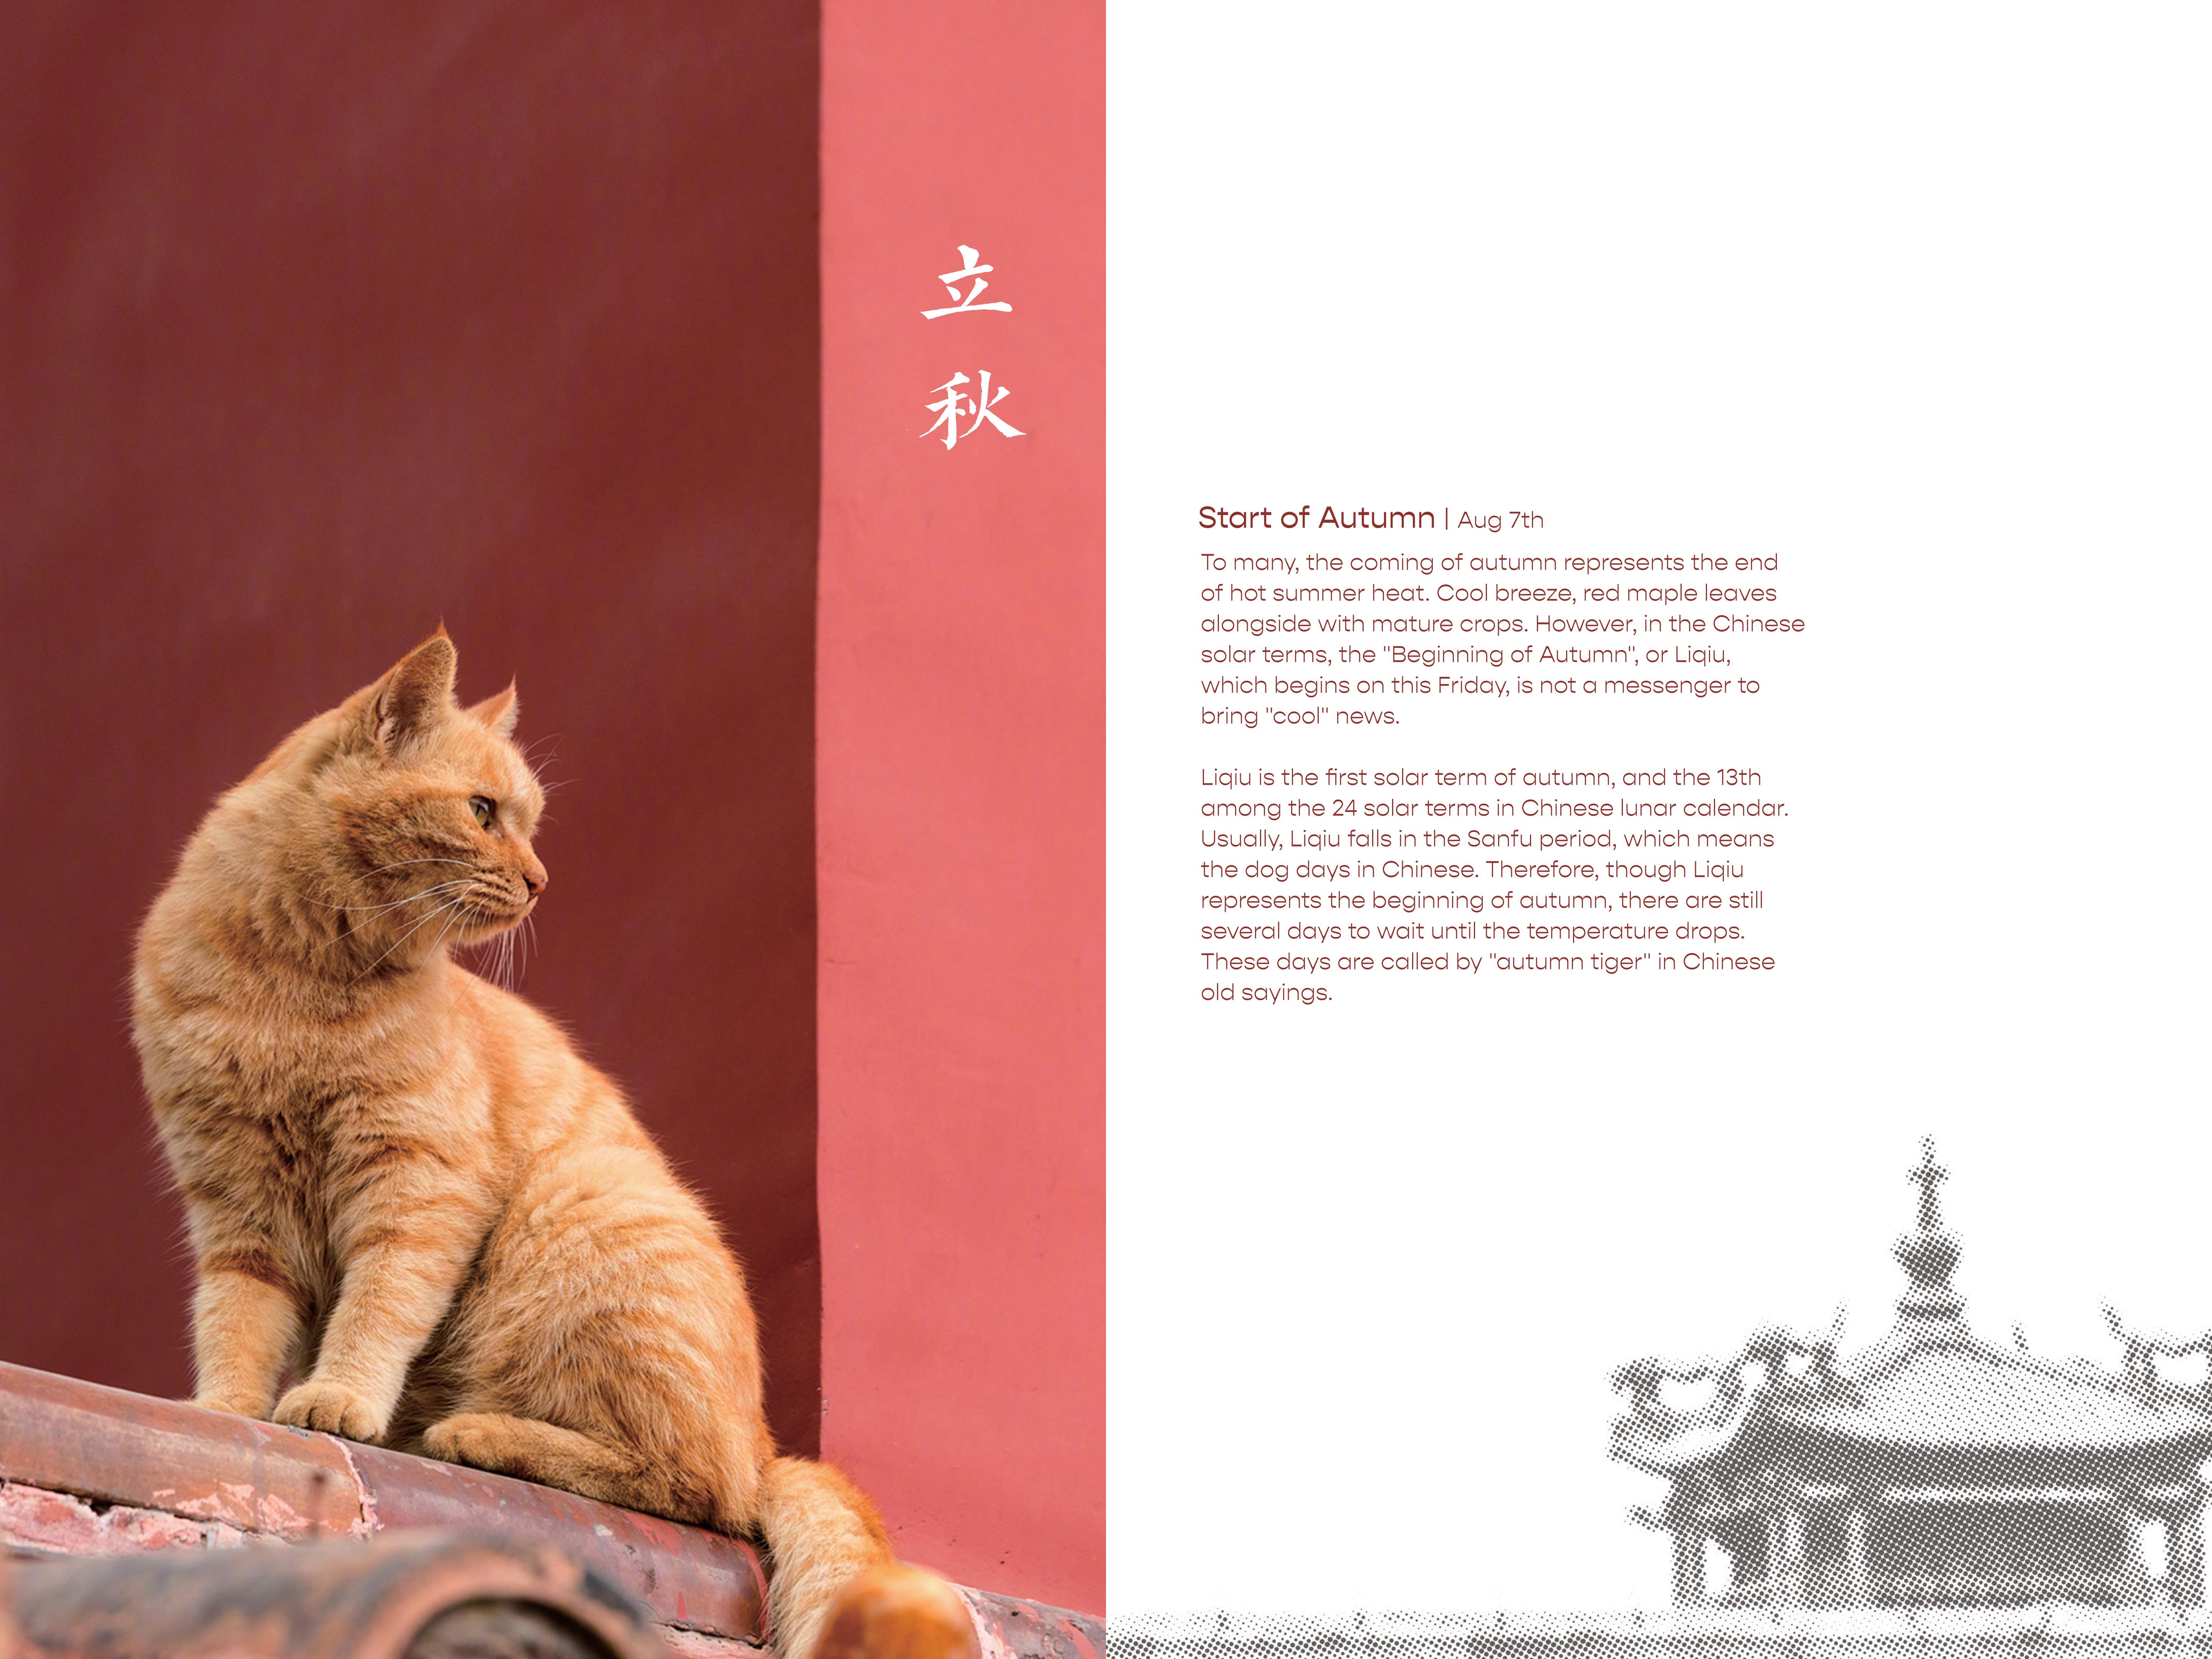 立
秋
Start of Autumn | Aug 7th
To many, the coming of autumn represents the end
of hot summer heat. Cool breeze, red maple leaves
alongside with mature crops. However, in the Chinese
solar terms, the "Beginning of Autumn", or Liqiu,
which begins on this Friday, is not a messenger to
bring "cool" news.
Liqiu is the first solar term of autumn, and the 13th
among the 24 solar terms in Chinese lunar calendar.
Usually, Liqiu falls in the Sanfu period, which means
the dog days in Chinese. Therefore, though Liqiu
represents the beginning of autumn, there are still
several days to wait until the temperature drops.
These days are called by "autumn tiger" in Chinese
old sayings.